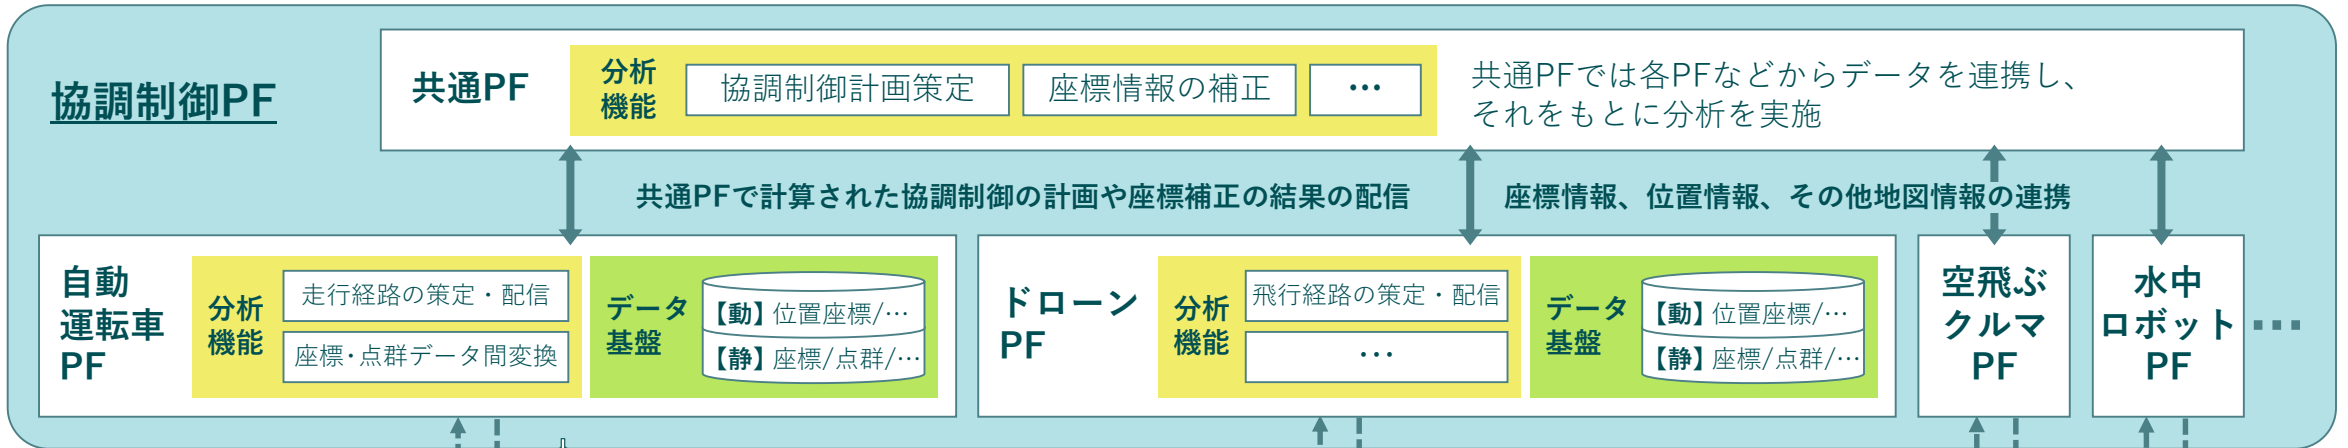 協調制御PF
共通PF
分析
機能
協調制御計画策定
座標情報の補正
…
共通PFでは各PFなどからデータを連携し、
それをもとに分析を実施
共通PFで計算された協調制御の計画や座標補正の結果の配信
座標情報、位置情報、その他地図情報の連携
自動
運転車
PF
分析
機能
走行経路の策定・配信
座標・点群データ間変換
データ
基盤
【動】位置座標/…
【静】座標/点群/…
ドローン
PF
分析
機能
飛行経路の策定・配信
…
データ
基盤
【動】位置座標/…
【静】座標/点群/…
空飛ぶ
クルマ
PF
水中
ロボット
PF
…